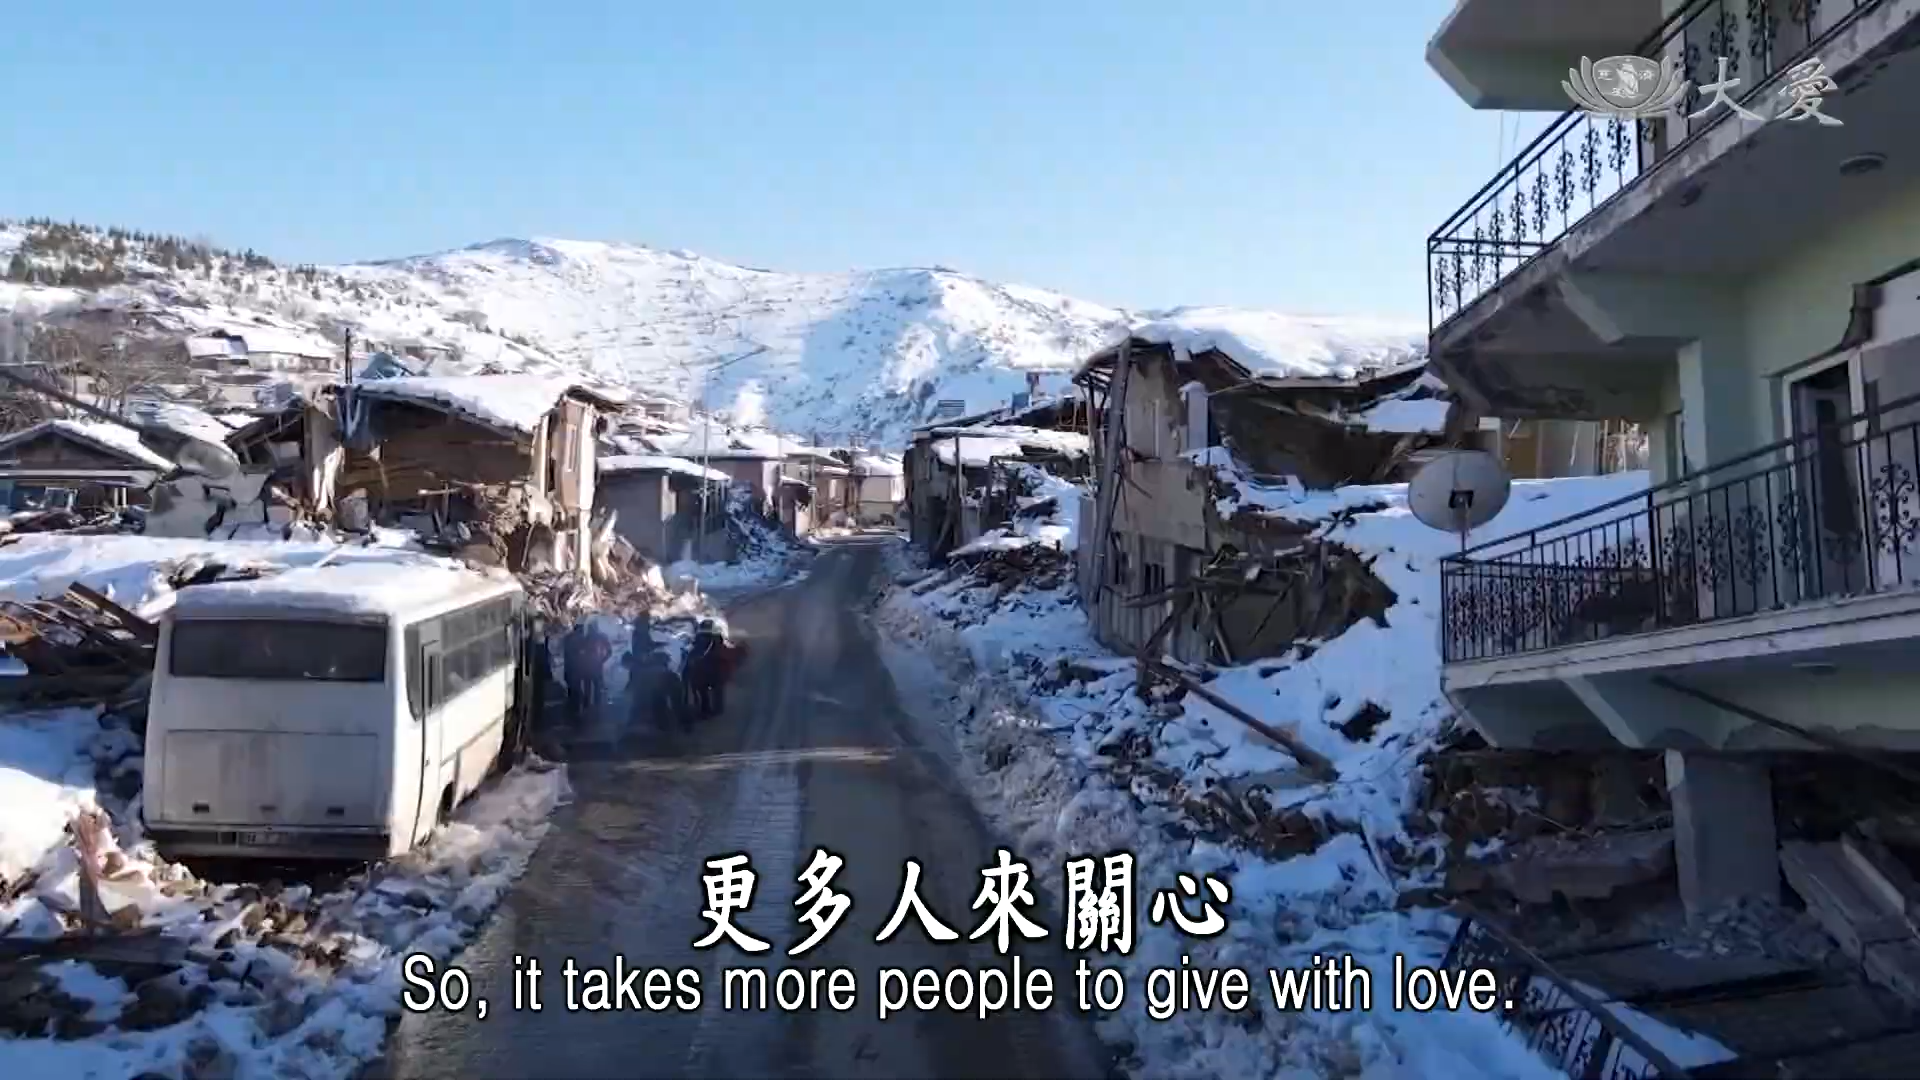 大愛
更多人來關心
So, it takes more people to give with love.